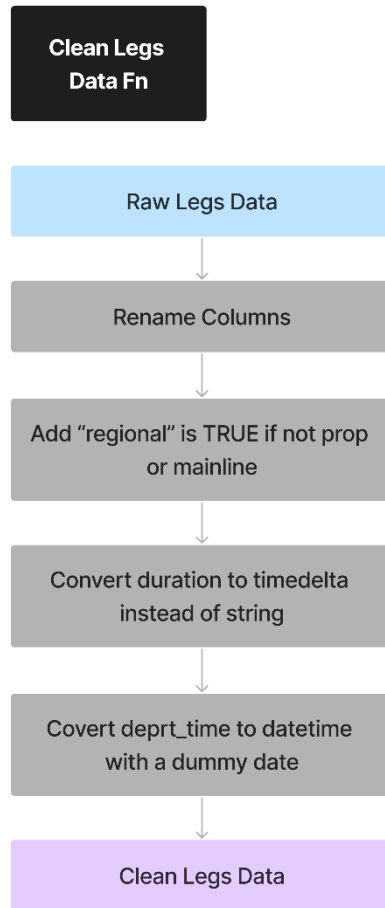 Clean Legs
Data Fn
Raw Legs Data
Rename Columns
Add “regional” is TRUE if not prop
or mainline
Convert duration to timedelta
instead of string
Covert deprt_time to datetime
with a dummy date
Clean Legs Data